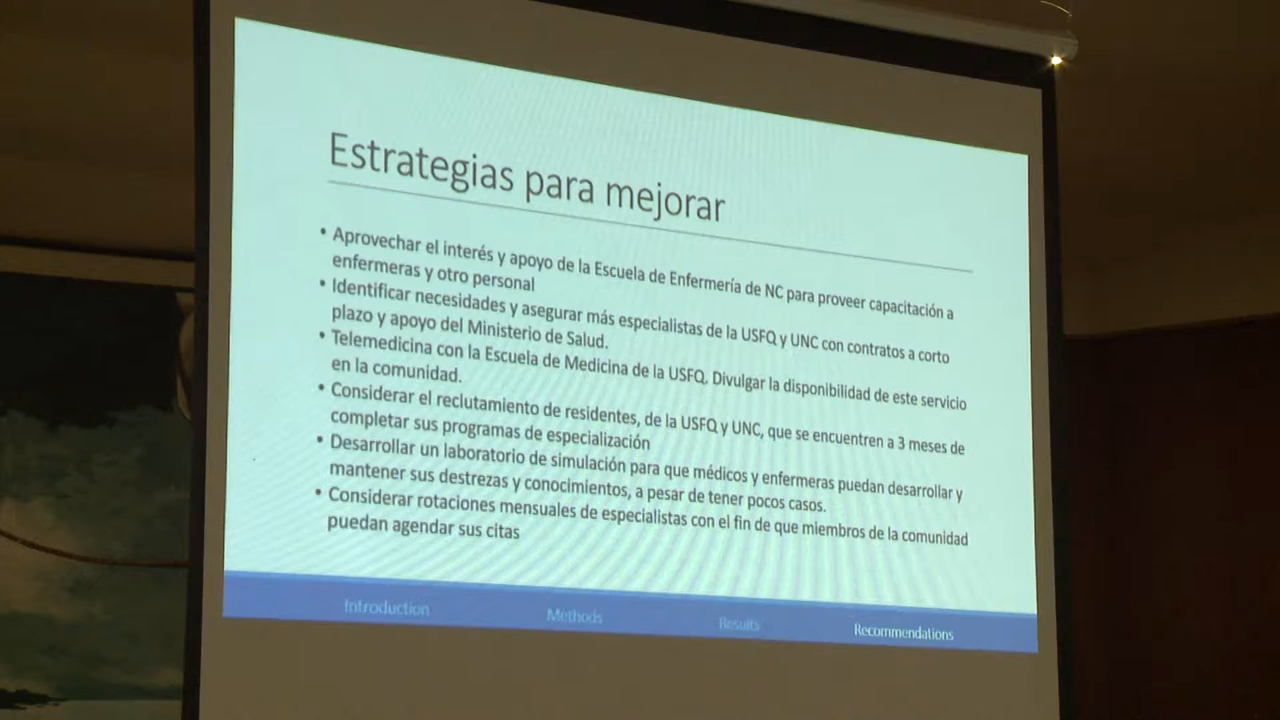 Estrategias para mejorar
• Aprovechar el interés y apoyo de la Escuela de Enfermería de NC para proveer capacitación a
enfermeras y otro personal
• Identificar necesidades y asegurar más especialistas de la USFQ y UNC con contratos a corto
plazo y apoyo del Ministerio de Salud.
• Telemedicina con la Escuela de Medicina de la USFQ. Divulgar la disponibilidad de este servicio
en la comunidad.
• Considerar el reclutamiento de residentes, de la USFQ y UNC, que se encuentren a 3 meses de
completar sus programas de especialización
• Desarrollar un laboratorio de simulación para que médicos y enfermeras puedan desarrollar y
mantener sus destrezas y conocimientos, a pesar de tener pocos casos.
• Considerar rotaciones mensuales de especialistas con el fin de que miembros de la comunidad
puedan agendar sus citas
Introduction Methods Results Recommendations